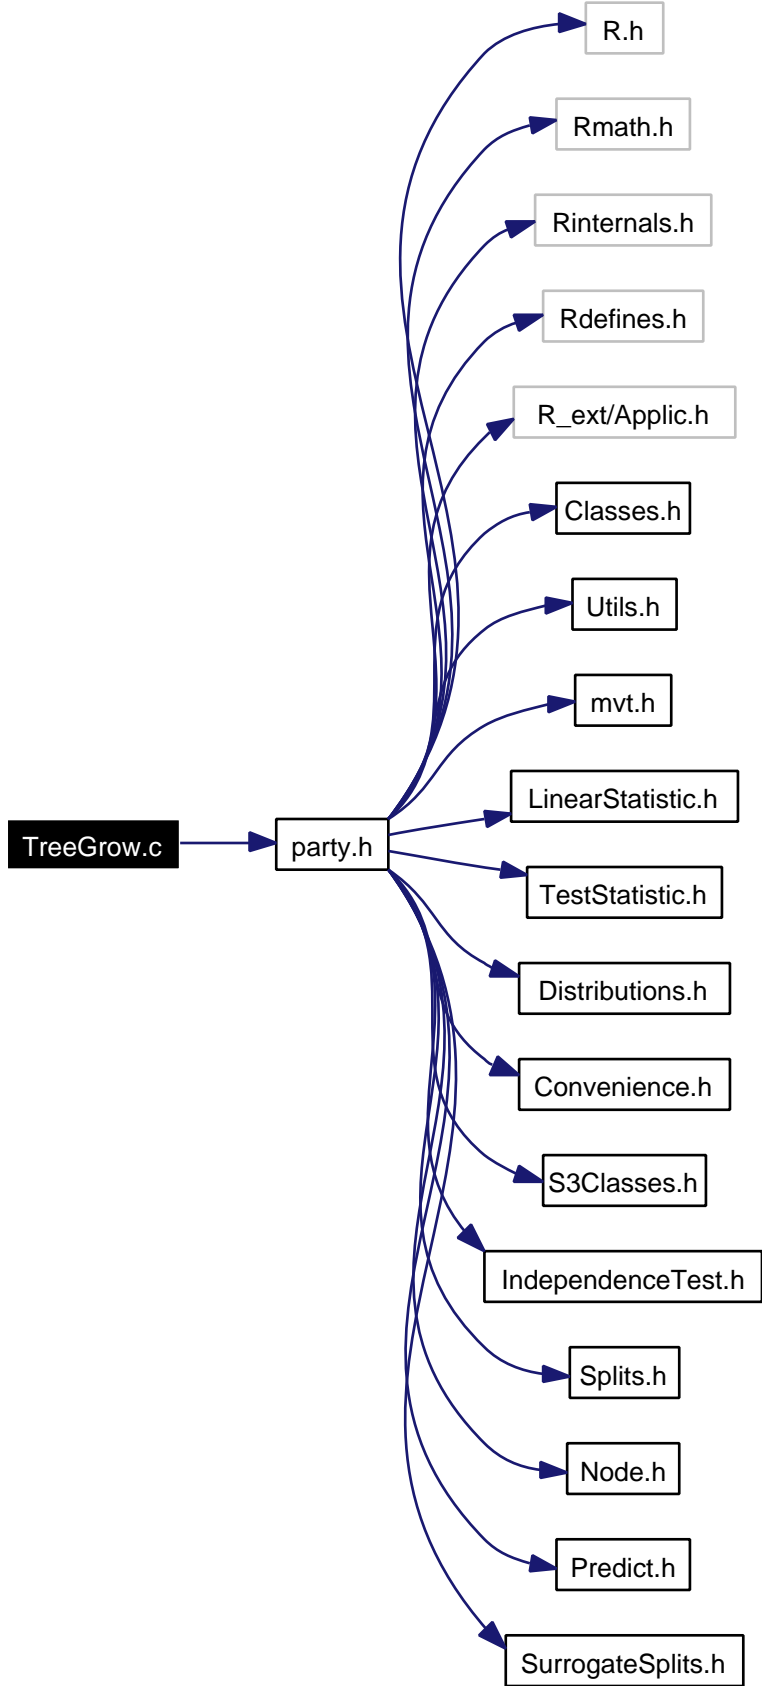 R.h
Rmath.h
Rinternals.h
Rdefines.h
R_ext/Applic.h
Classes.h
Utils.h
mvt.h
LinearStatistic.h
TreeGrow.c
party.h
TestStatistic.h
Distributions.h
Convenience.h
S3Classes.h
IndependenceTest.h
Splits.h
Node.h
Predict.h
SurrogateSplits.h